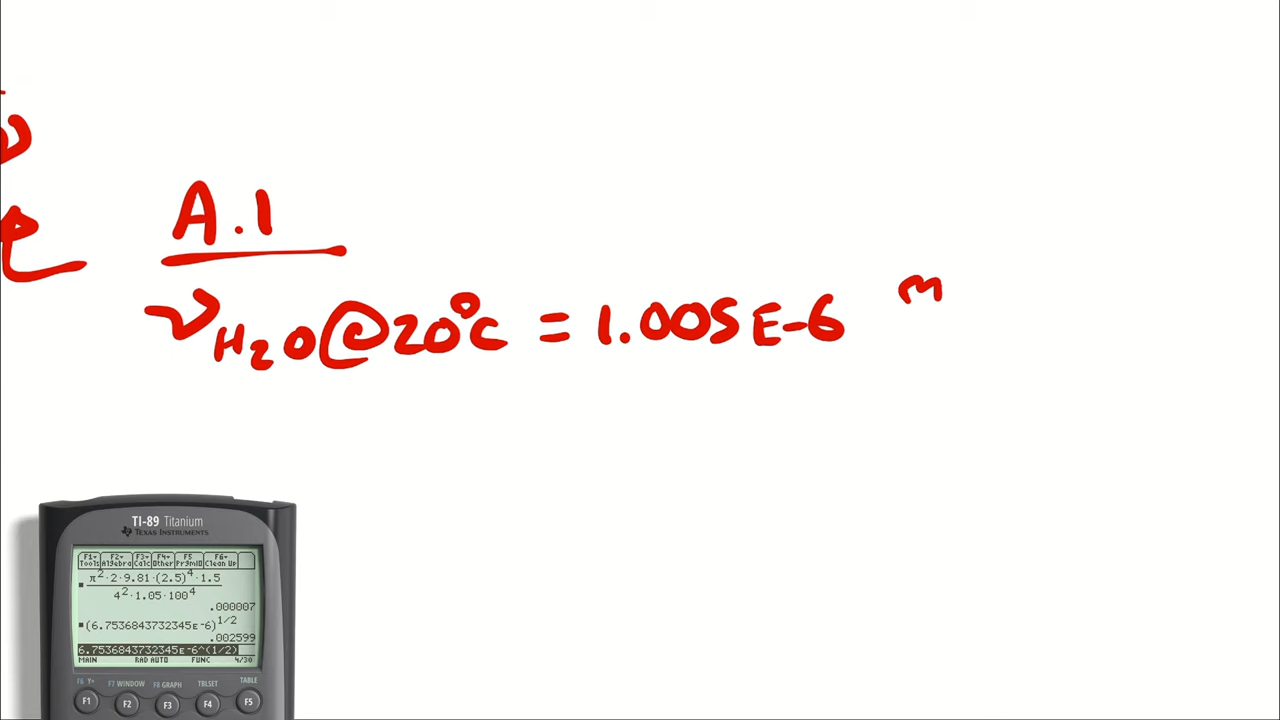 A.1
νH₂O@20°C = 1.005E-6 m
TI-89 Titanium
TEXAS INSTRUMENTS
F1 Tools F2 Algebra F3 Calc F4 Other F5 PrgmIO F6 Clean Up
π²·2·9.81·(2.5)⁴·1.5
4²·1.05·100⁴
.000007
(6.7536843732345E-6)^1/2
.002599
6.7536843732345E-6^(1/2)
MAIN RAD AUTO FUNC 4/30
F6 Y= F7 WINDOW F8 GRAPH TBLSET TABLE
F1 F2 F3 F4 F5